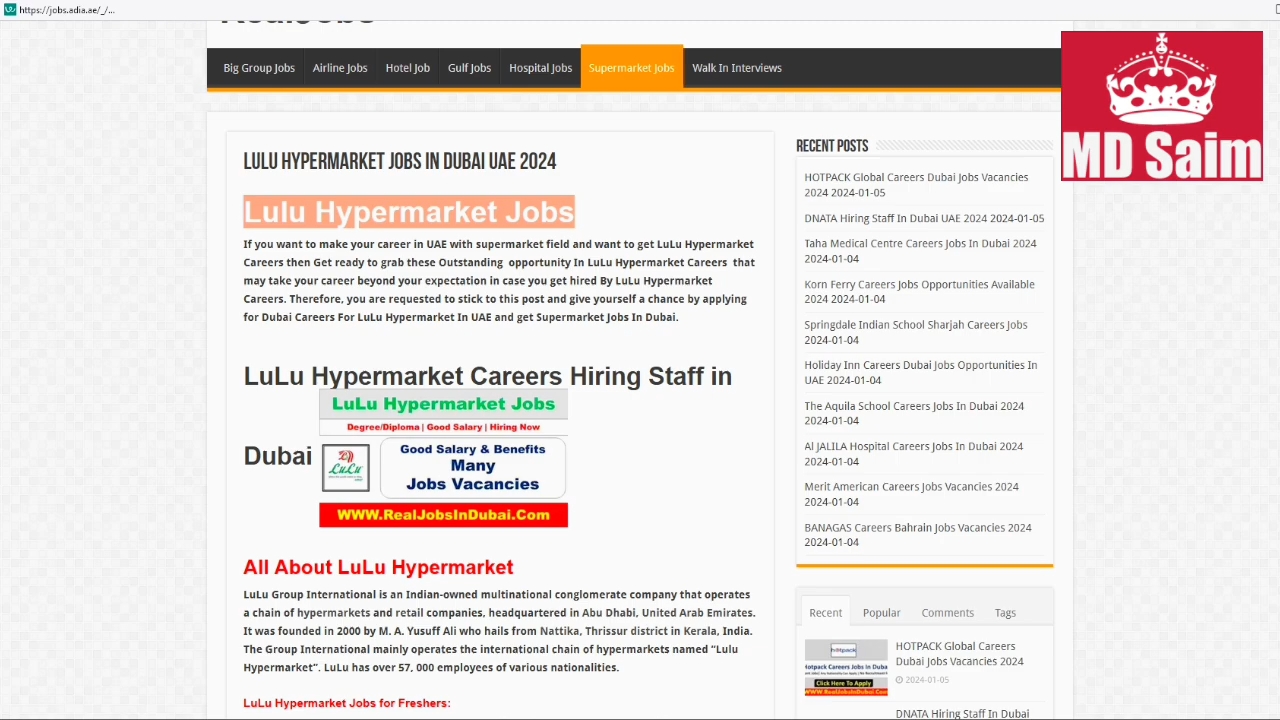 https://jobs.adia.ae/_/...
RealJobs
Big Group Jobs
Airline Jobs
Hotel Job
Gulf Jobs
Hospital Jobs
Supermarket Jobs
Walk In Interviews
MD Saim
LULU HYPERMARKET JOBS IN DUBAI UAE 2024
Lulu Hypermarket Jobs
If you want to make your career in UAE with supermarket field and want to get LuLu Hypermarket
Careers then Get ready to grab these Outstanding opportunity In LuLu Hypermarket Careers that
may take your career beyond your expectation in case you get hired By LuLu Hypermarket
Careers. Therefore, you are requested to stick to this post and give yourself a chance by applying
for Dubai Careers For LuLu Hypermarket In UAE and get Supermarket Jobs In Dubai.
LuLu Hypermarket Careers Hiring Staff in
Dubai
LuLu Hypermarket Jobs
Degree/Diploma | Good Salary | Hiring Now
LuLu
Good Salary & Benefits
Many
Jobs Vacancies
WWW.RealJobsInDubai.Com
All About LuLu Hypermarket
LuLu Group International is an Indian-owned multinational conglomerate company that operates
a chain of hypermarkets and retail companies, headquartered in Abu Dhabi, United Arab Emirates.
It was founded in 2000 by M. A. Yusuff Ali who hails from Nattika, Thrissur district in Kerala, India.
The Group International mainly operates the international chain of hypermarkets named "Lulu
Hypermarket". LuLu has over 57, 000 employees of various nationalities.
LuLu Hypermarket Jobs for Freshers:
RECENT POSTS
HOTPACK Global Careers Dubai Jobs Vacancies
2024 2024-01-05
DNATA Hiring Staff In Dubai UAE 2024 2024-01-05
Taha Medical Centre Careers Jobs In Dubai 2024
2024-01-04
Korn Ferry Careers Jobs Opportunities Available
2024 2024-01-04
Springdale Indian School Sharjah Careers Jobs
2024-01-04
Holiday Inn Careers Dubai Jobs Opportunities In
UAE 2024-01-04
The Aquila School Careers Jobs In Dubai 2024
2024-01-04
Al JALILA Hospital Careers Jobs In Dubai 2024
2024-01-04
Merit American Careers Jobs Vacancies 2024
2024-01-04
BANAGAS Careers Bahrain Jobs Vacancies 2024
2024-01-04
Recent
Popular
Comments
Tags
hotpack
Hotpack Careers Jobs in Duba
Click Here To Apply
WWW.RealJobsInDubai.Com
HOTPACK Global Careers
Dubai Jobs Vacancies 2024
2024-01-05
DNATA Hiring Staff In Dubai